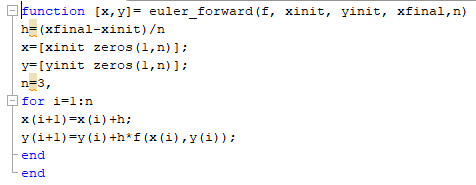 function [x,y]= euler_forward(f, xinit, yinit, xfinal,n)
h=(xfinal-xinit)/n
x=[xinit zeros(1,n)];
y=[yinit zeros(1,n)];
n=3,
for i=1:n
x(i+1)=x(i)+h;
y(i+1)=y(i)+h*f(x(i),y(i));
end
end